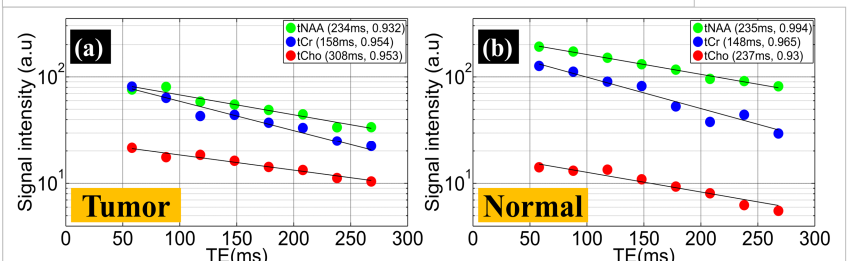 (a)
tNAA (234ms, 0.932)
tCr (158ms, 0.954)
tCho (308ms, 0.953)
Signal intensity (a.u)
10²
10¹
Tumor
0 50 100 150 200 250 300
TE(ms)
(b)
tNAA (235ms, 0.994)
tCr (148ms, 0.965)
tCho (237ms, 0.93)
Signal intensity (a.u)
10²
10¹
Normal
0 50 100 150 200 250 300
TE(ms)